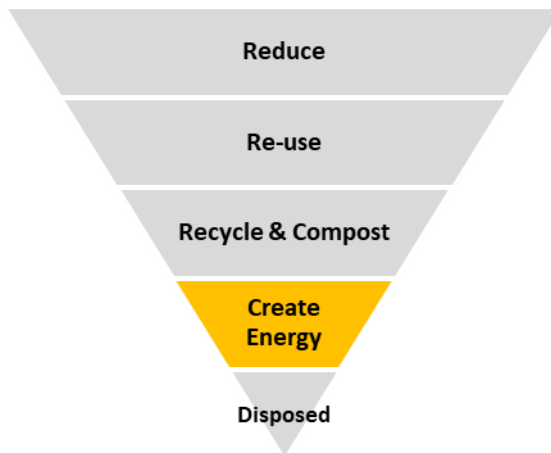 Reduce
Re-use
Recycle & Compost
Create
Energy
Disposed